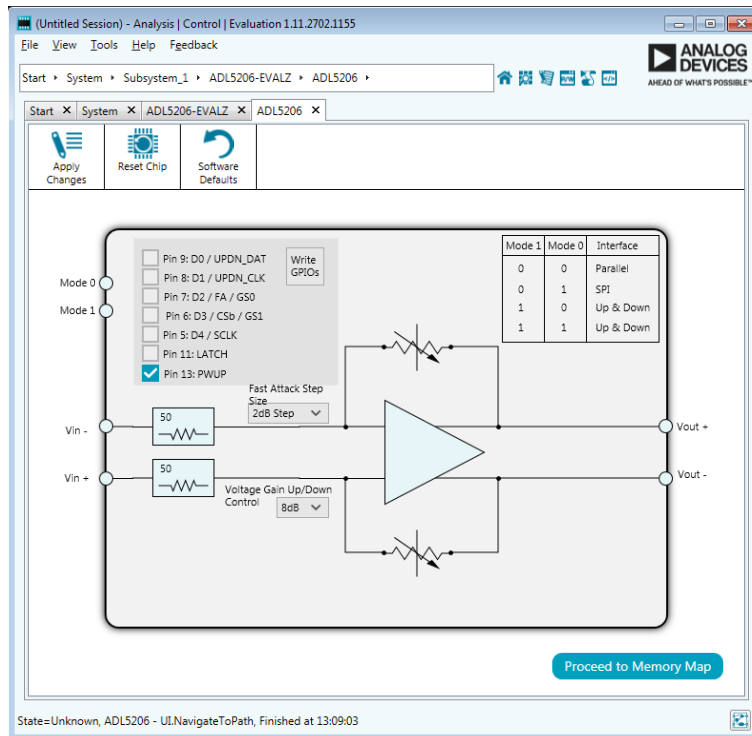 (Untitled Session) - Analysis | Control | Evaluation 1.11.2702.1155
File View Tools Help Feedback
Start System Subsystem_1 ADL5206-EVALZ ADL5206
ANALOG
DEVICES
AHEAD OF WHAT'S POSSIBLE™
Start System ADL5206-EVALZ ADL5206
Apply
Changes
Reset Chip
Software
Defaults
Mode 0
Mode 1
Pin 9: D0 / UPDN_DAT
Pin 8: D1 / UPDN_CLK
Pin 7: D2 / FA / GS0
Pin 6: D3 / CSb / GS1
Pin 5: D4 / SCLK
Pin 11: LATCH
Pin 13: PWUP
Write
GPIOs
Mode 1 Mode 0 Interface
0 0 Parallel
0 1 SPI
1 0 Up & Down
1 1 Up & Down
Fast Attack Step
Size
2dB Step
Vin -
50
Vout +
Vin +
50
Vout -
Voltage Gain Up/Down
Control
8dB
Proceed to Memory Map
State=Unknown, ADL5206 - UI.NavigateToPath, Finished at 13:09:03